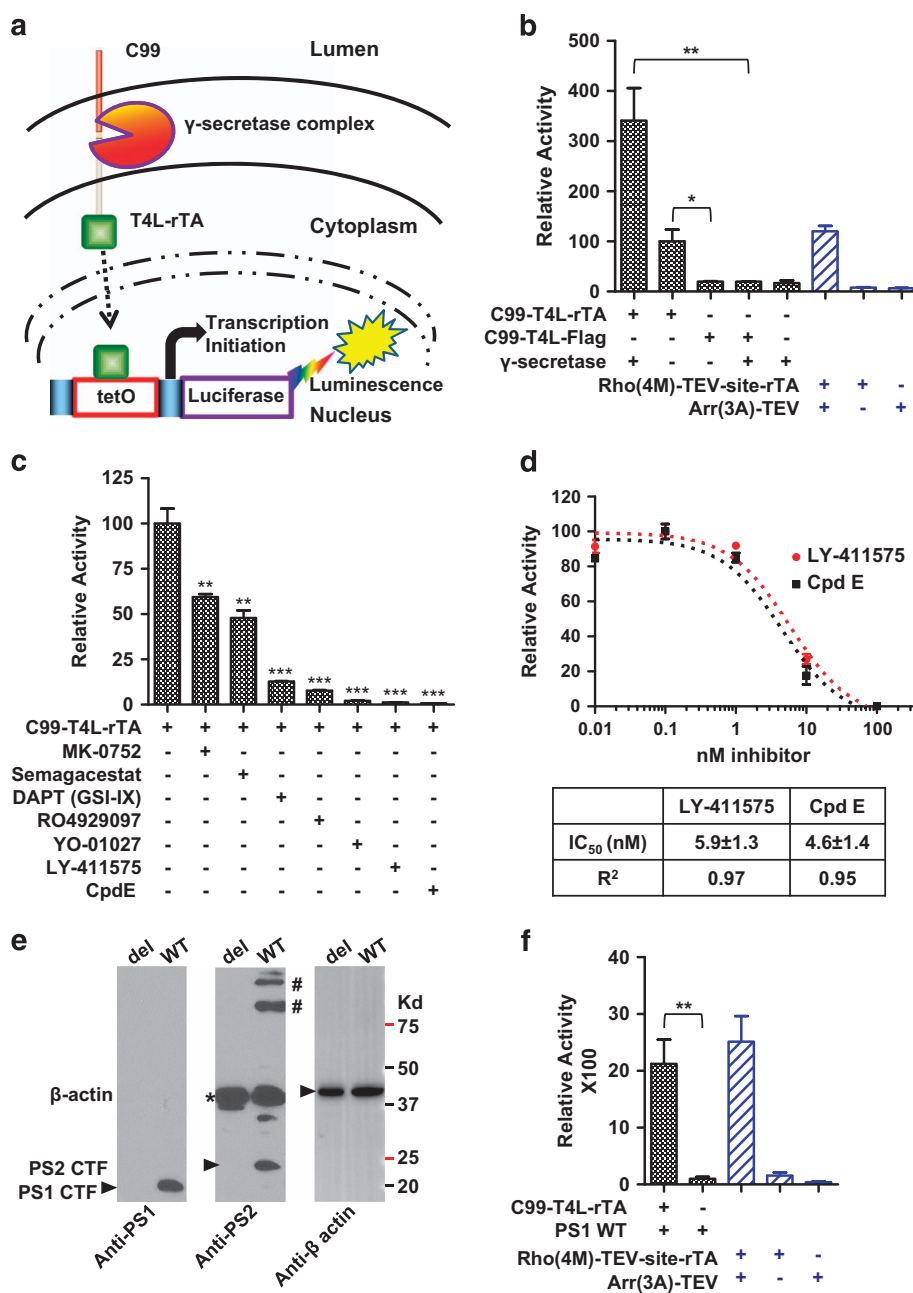 a
C99
Lumen
γ-secretase complex
T4L-rTA
Cytoplasm
Transcription
Initiation
tetO
Luciferase
Luminescence
Nucleus
b
Relative Activity
500
400
300
200
100
0
**
*
C99-T4L-rTA + + - - -
C99-T4L-Flag - - + + -
γ-secretase + - - + +
Rho(4M)-TEV-site-rTA + + -
Arr(3A)-TEV + - +
c
Relative Activity
125
100
75
50
25
0
** ** *** *** *** *** ***
C99-T4L-rTA + + + + + + + +
MK-0752 - + - - - - - -
Semagacestat - - + - - - - -
DAPT (GSI-IX) - - - + - - - -
RO4929097 - - - - + - - -
YO-01027 - - - - - + - -
LY-411575 - - - - - - + -
CpdE - - - - - - - +
d
Relative Activity
120
100
80
60
40
20
0
LY-411575
Cpd E
0.01 0.1 1 10 100
nM inhibitor
LY-411575 Cpd E
IC50 (nM) 5.9±1.3 4.6±1.4
R2 0.97 0.95
e
del WT del WT del WT
#
#
Kd
75
50
37
25
20
β-actin
*
PS2 CTF
PS1 CTF
Anti-PS1
Anti-PS2
Anti-β actin
f
Relative Activity
X100
40
30
20
10
0
**
C99-T4L-rTA + -
PS1 WT + +
Rho(4M)-TEV-site-rTA + + -
Arr(3A)-TEV + - +